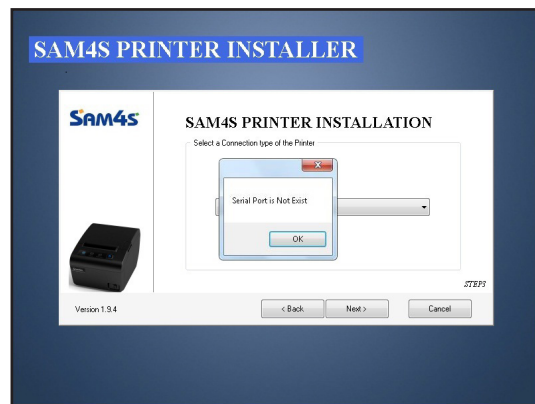 SAM4S PRINTER INSTALLER
SAM4S
SAM4S PRINTER INSTALLATION
Select a Connection type of the Printer
Serial Port is Not Exist
OK
STEP3
Version 1.9.4
< Back
Next >
Cancel